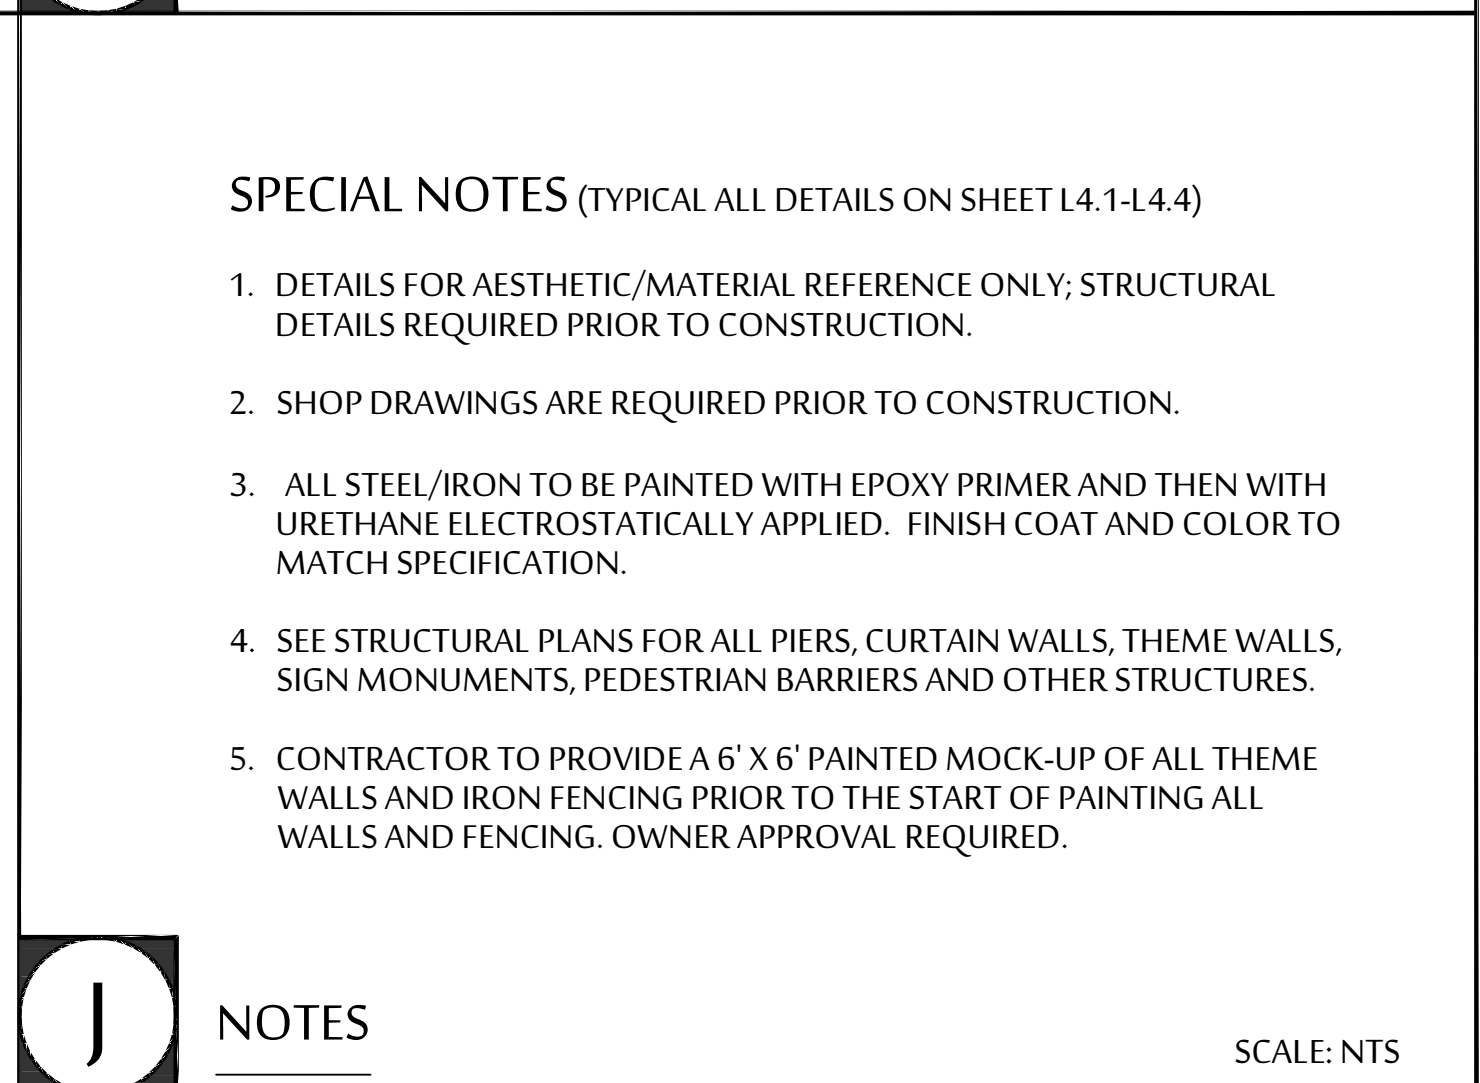 SPECIAL NOTES (TYPICAL ALL DETAILS ON SHEET L4.1-L4.4)
1. DETAILS FOR AESTHETIC/MATERIAL REFERENCE ONLY; STRUCTURAL
DETAILS REQUIRED PRIOR TO CONSTRUCTION.
2. SHOP DRAWINGS ARE REQUIRED PRIOR TO CONSTRUCTION.
3. ALL STEEL/IRON TO BE PAINTED WITH EPOXY PRIMER AND THEN WITH
URETHANE ELECTROSTATICALLY APPLIED. FINISH COAT AND COLOR TO
MATCH SPECIFICATION.
4. SEE STRUCTURAL PLANS FOR ALL PIERS, CURTAIN WALLS, THEME WALLS,
SIGN MONUMENTS, PEDESTRIAN BARRIERS AND OTHER STRUCTURES.
5. CONTRACTOR TO PROVIDE A 6' X 6' PAINTED MOCK-UP OF ALL THEME
WALLS AND IRON FENCING PRIOR TO THE START OF PAINTING ALL
WALLS AND FENCING. OWNER APPROVAL REQUIRED.
J
NOTES
SCALE: NTS